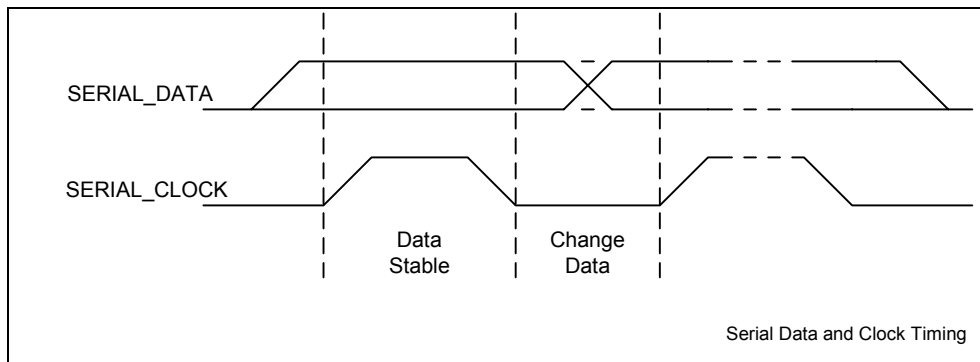 SERIAL_DATA
SERIAL_CLOCK
Data
Stable
Change
Data
Serial Data and Clock Timing